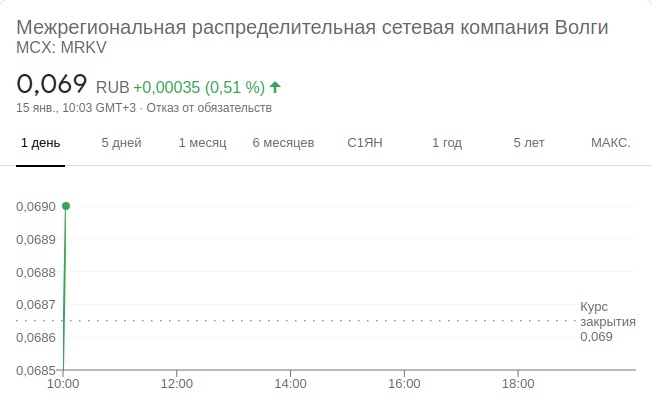 Межрегиональная распределительная сетевая компания Волги
MCX: MRKV
0,069 RUB +0,00035 (0,51 %)
15 янв., 10:03 GMT+3 · Отказ от обязательств
1 день 5 дней 1 месяц 6 месяцев С1ЯН 1 год 5 лет МАКС.
0,0690
0,0689
0,0688
0,0687
0,0686
0,0685
Курс
закрытия
0,069
10:00 12:00 14:00 16:00 18:00